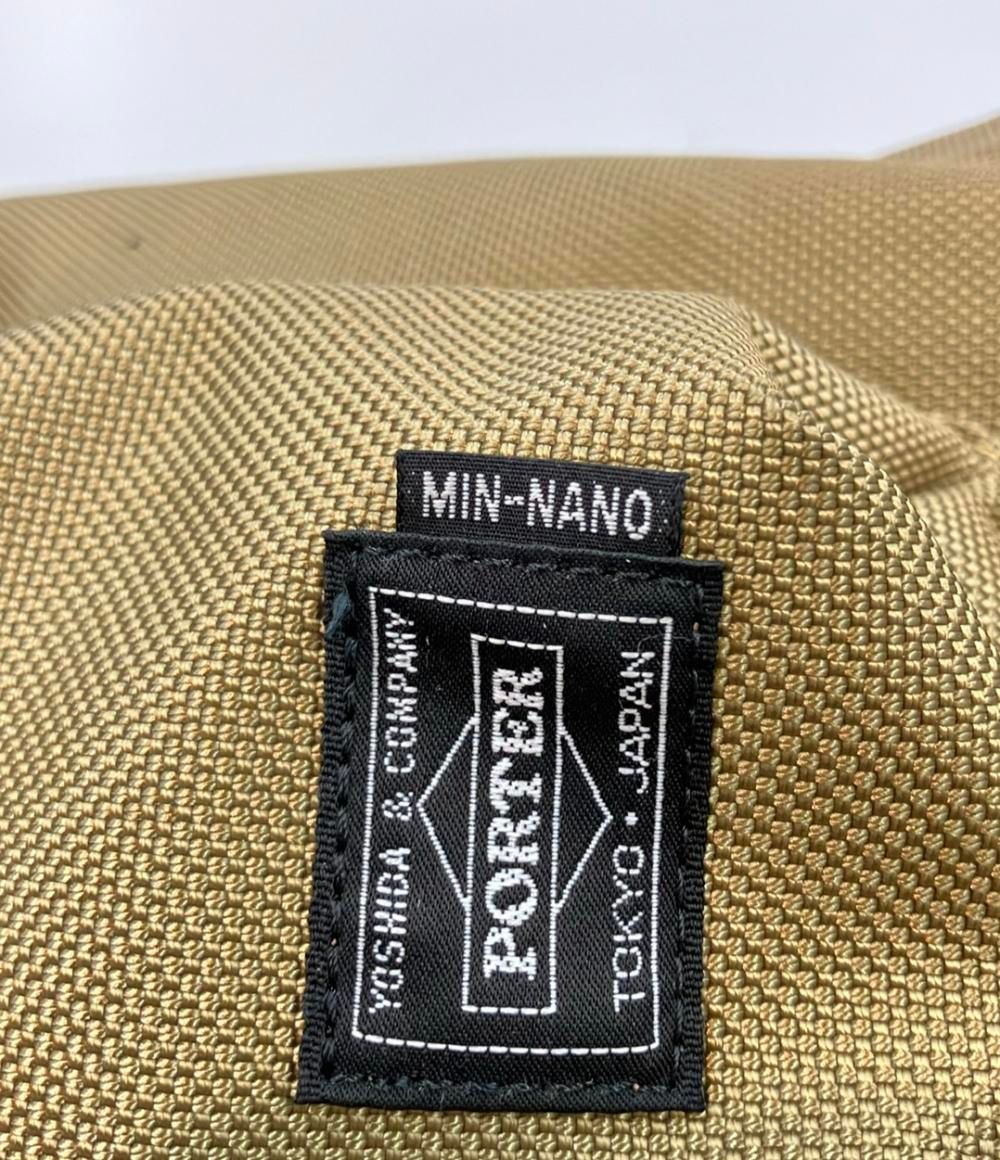 MIN-NANO
YOSHIDA & COMPANY
PORTER
TOKYO • JAPAN